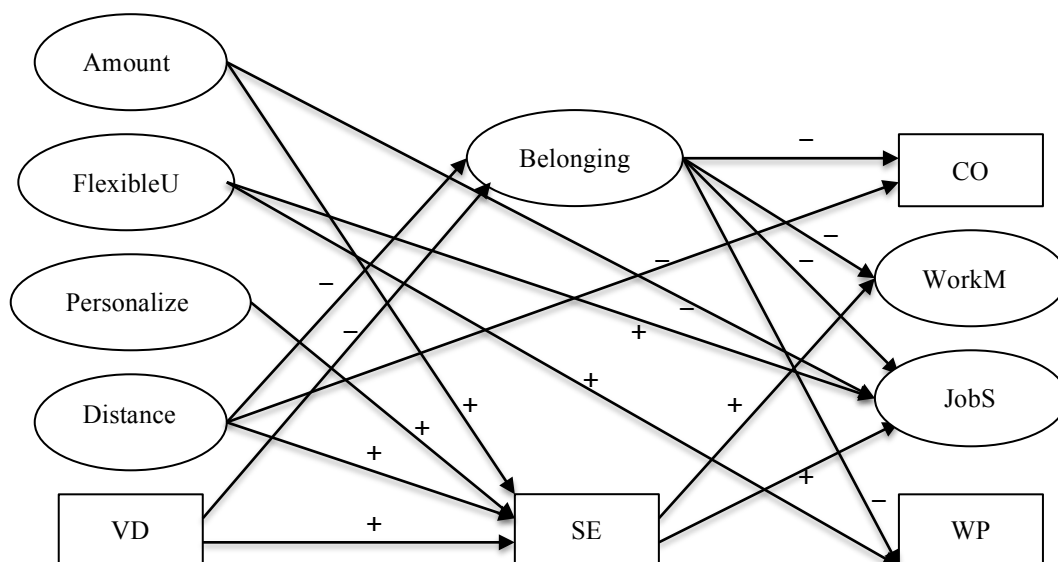 Amount
Belonging
–
CO
FlexibleU
–
–
–
WorkM
Personalize
–
–
–
+
+
JobS
Distance
+
+
+
+
+
VD
+
SE
–
WP